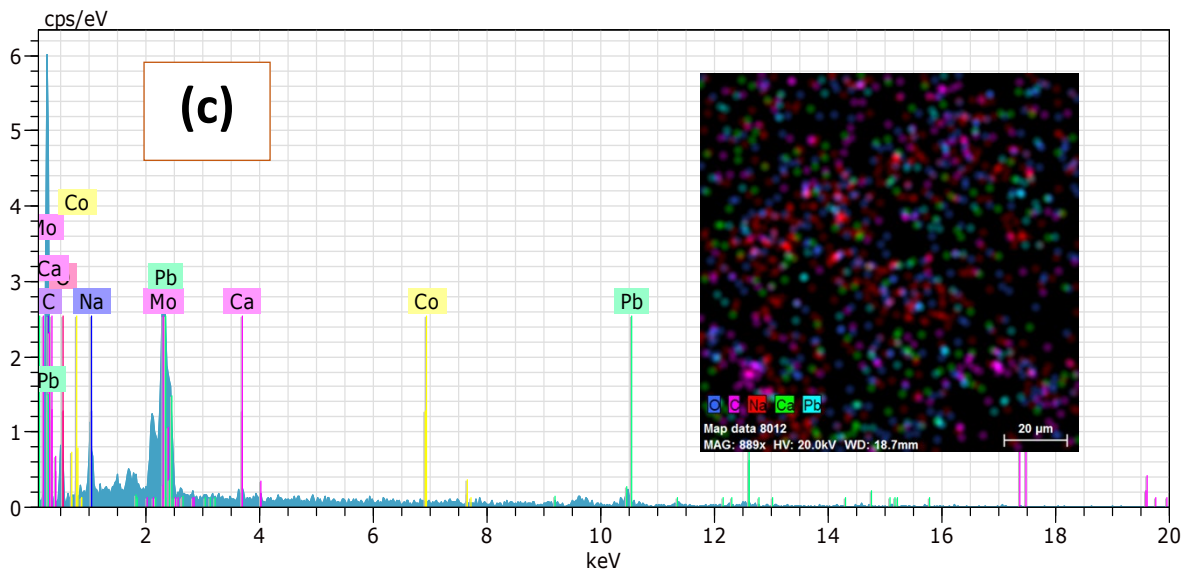 cps/eV
6
5
4
3
2
1
0
(c)
Co
Mo
Ca
C Na
Pb
Pb
Mo Ca Co Pb
O C Na Ca Pb
Map data 8012
MAG: 889x HV: 20.0kV WD: 18.7mm
20 µm
2 4 6 8 10 12 14 16 18 20
keV